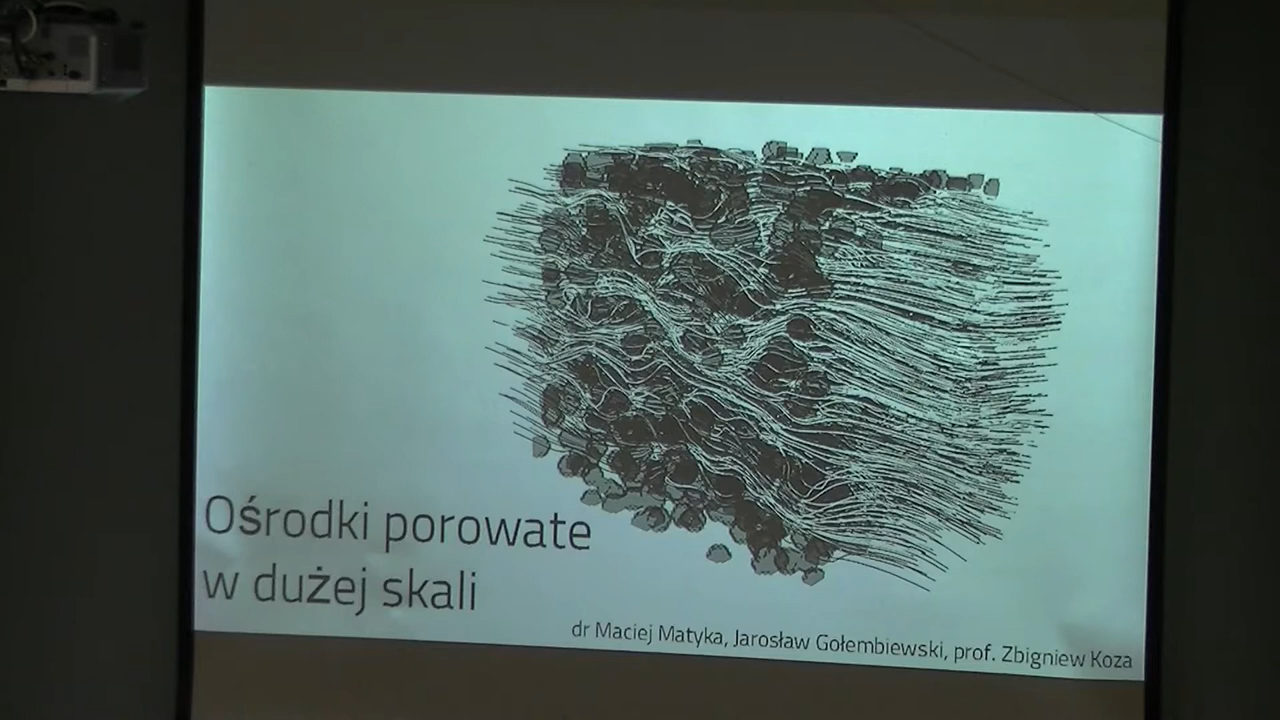 Ośrodki porowate
w dużej skali
dr Maciej Matyka, Jarosław Gołembiewski, prof. Zbigniew Koza